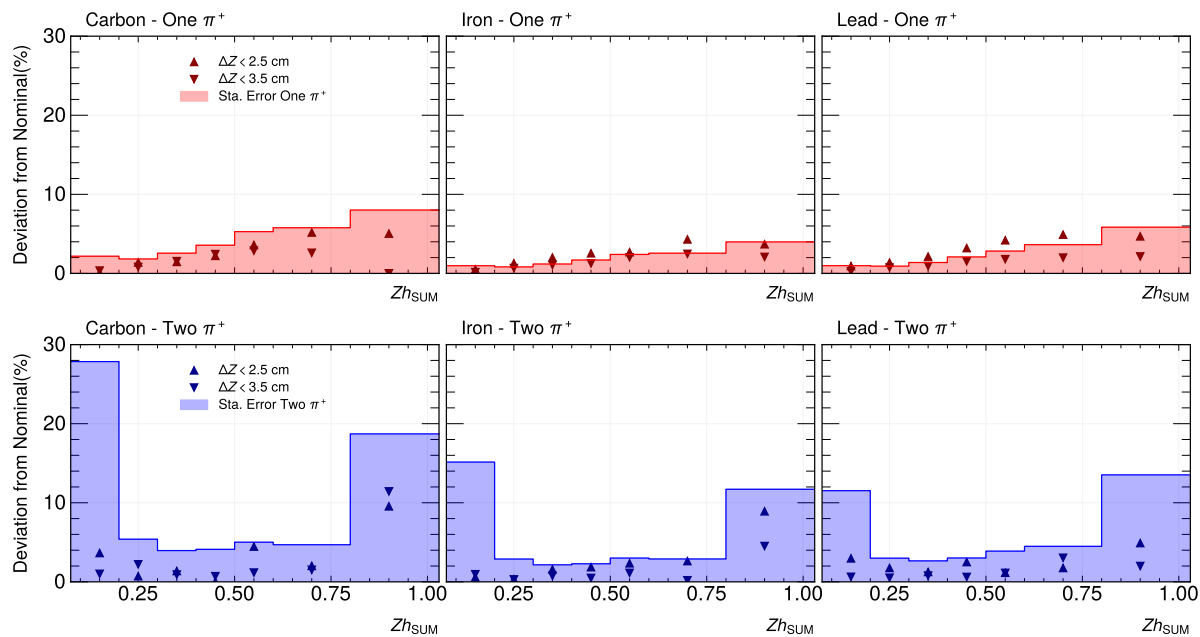 Carbon - One π⁺
Iron - One π⁺
Lead - One π⁺
Deviation from Nominal(%)
30
20
10
0
ΔZ < 2.5 cm
ΔZ < 3.5 cm
Sta. Error One π⁺
Zh_SUM
Zh_SUM
Zh_SUM
Carbon - Two π⁺
Iron - Two π⁺
Lead - Two π⁺
Deviation from Nominal(%)
30
20
10
0
ΔZ < 2.5 cm
ΔZ < 3.5 cm
Sta. Error Two π⁺
0.25 0.50 0.75 1.00
0.25 0.50 0.75 1.00
0.25 0.50 0.75 1.00
Zh_SUM
Zh_SUM
Zh_SUM